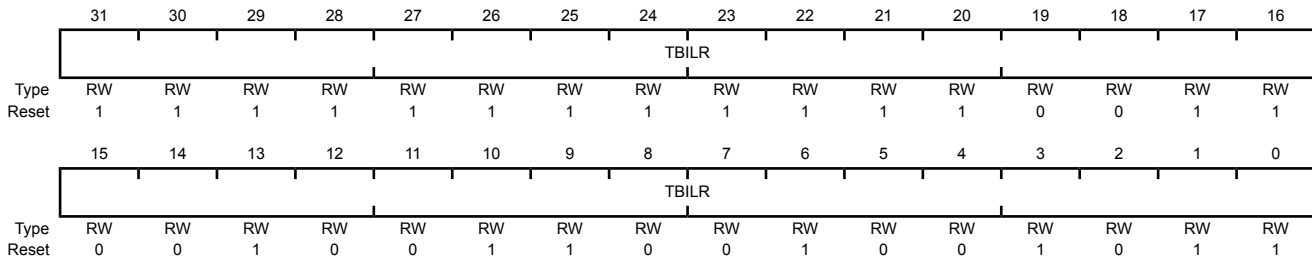 31 30 29 28 27 26 25 24 23 22 21 20 19 18 17 16
TBILR
Type RW RW RW RW RW RW RW RW RW RW RW RW RW RW RW RW
Reset 1 1 1 1 1 1 1 1 1 1 1 1 0 0 1 1
15 14 13 12 11 10 9 8 7 6 5 4 3 2 1 0
TBILR
Type RW RW RW RW RW RW RW RW RW RW RW RW RW RW RW RW
Reset 0 0 1 0 0 1 1 0 0 1 0 0 1 0 1 1